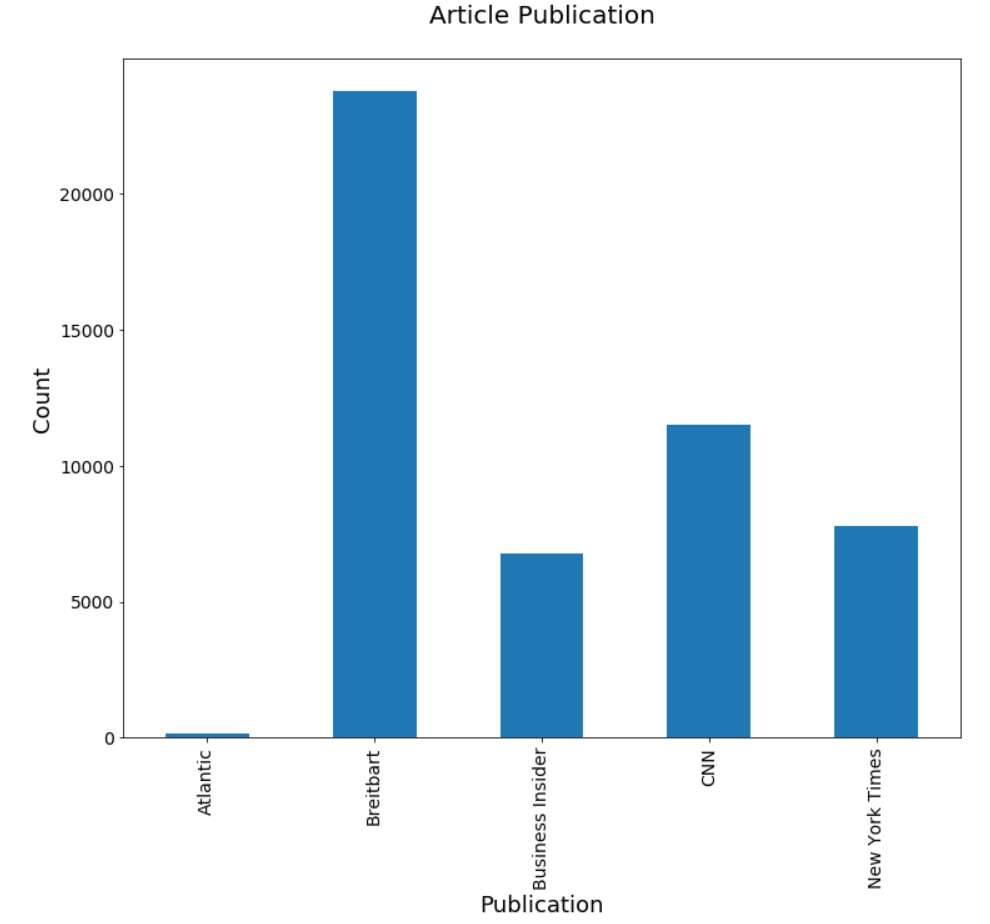 Article Publication
Count
20000
15000
10000
5000
0
Atlantic
Breitbart
Business Insider
CNN
New York Times
Publication